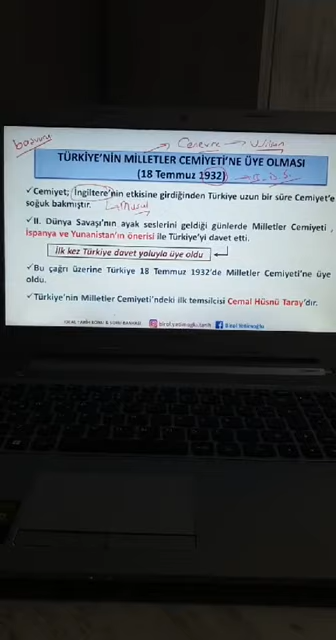 başvuru
Cenevre → Wilson
TÜRKİYE'NİN MİLLETLER CEMİYETİ'NE ÜYE OLMASI
(18 Temmuz 1932)
✓Cemiyet; İngiltere'nin etkisine girdiğinden Türkiye uzun bir süre Cemiyet'e
soğuk bakmıştır. → Musul
✓II. Dünya Savaşı'nın ayak seslerini geldiği günlerde Milletler Cemiyeti ,
İspanya ve Yunanistan'ın önerisi ile Türkiye'yi davet etti.
İlk kez Türkiye davet yoluyla üye oldu
✓Bu çağrı üzerine Türkiye 18 Temmuz 1932'de Milletler Cemiyeti'ne üye
oldu.
✓Türkiye'nin Milletler Cemiyeti'ndeki ilk temsilcisi Cemal Hüsnü Taray'dır.